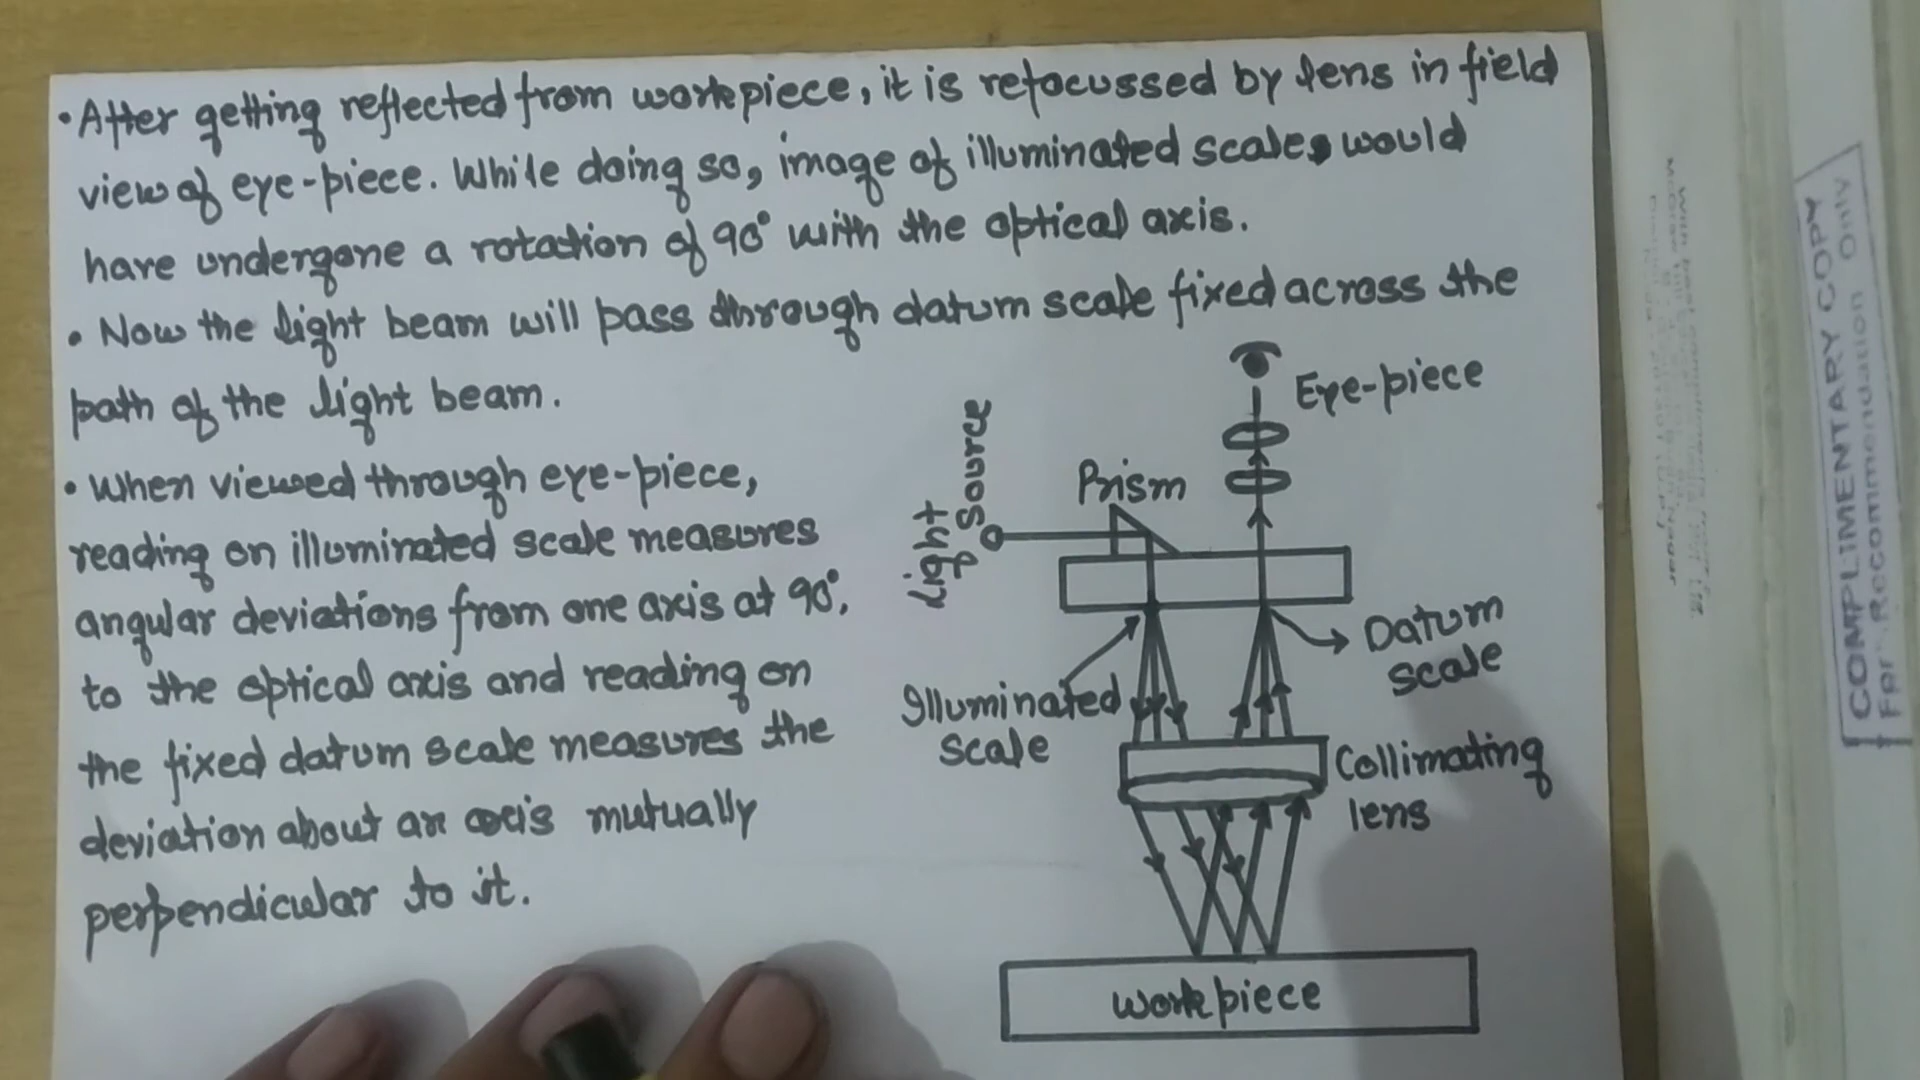 • After getting reflected from workpiece, it is refocussed by lens in field
view of eye-piece. While doing so, image of illuminated scale, would
have undergone a rotation of 90° with the optical axis.
• Now the light beam will pass through datum scale fixed across the
path of the light beam.
• When viewed through eye-piece,
reading on illuminated scale measures
angular deviations from one axis at 90°,
to the optical axis and reading on
the fixed datum scale measures the
deviation about an axis mutually
perpendicular to it.
Eye-piece
Light
Source
Prism
Datum
scale
Illuminated
scale
Collimating
lens
workpiece
COMPLIMENTARY COPY
For Recommendation Only